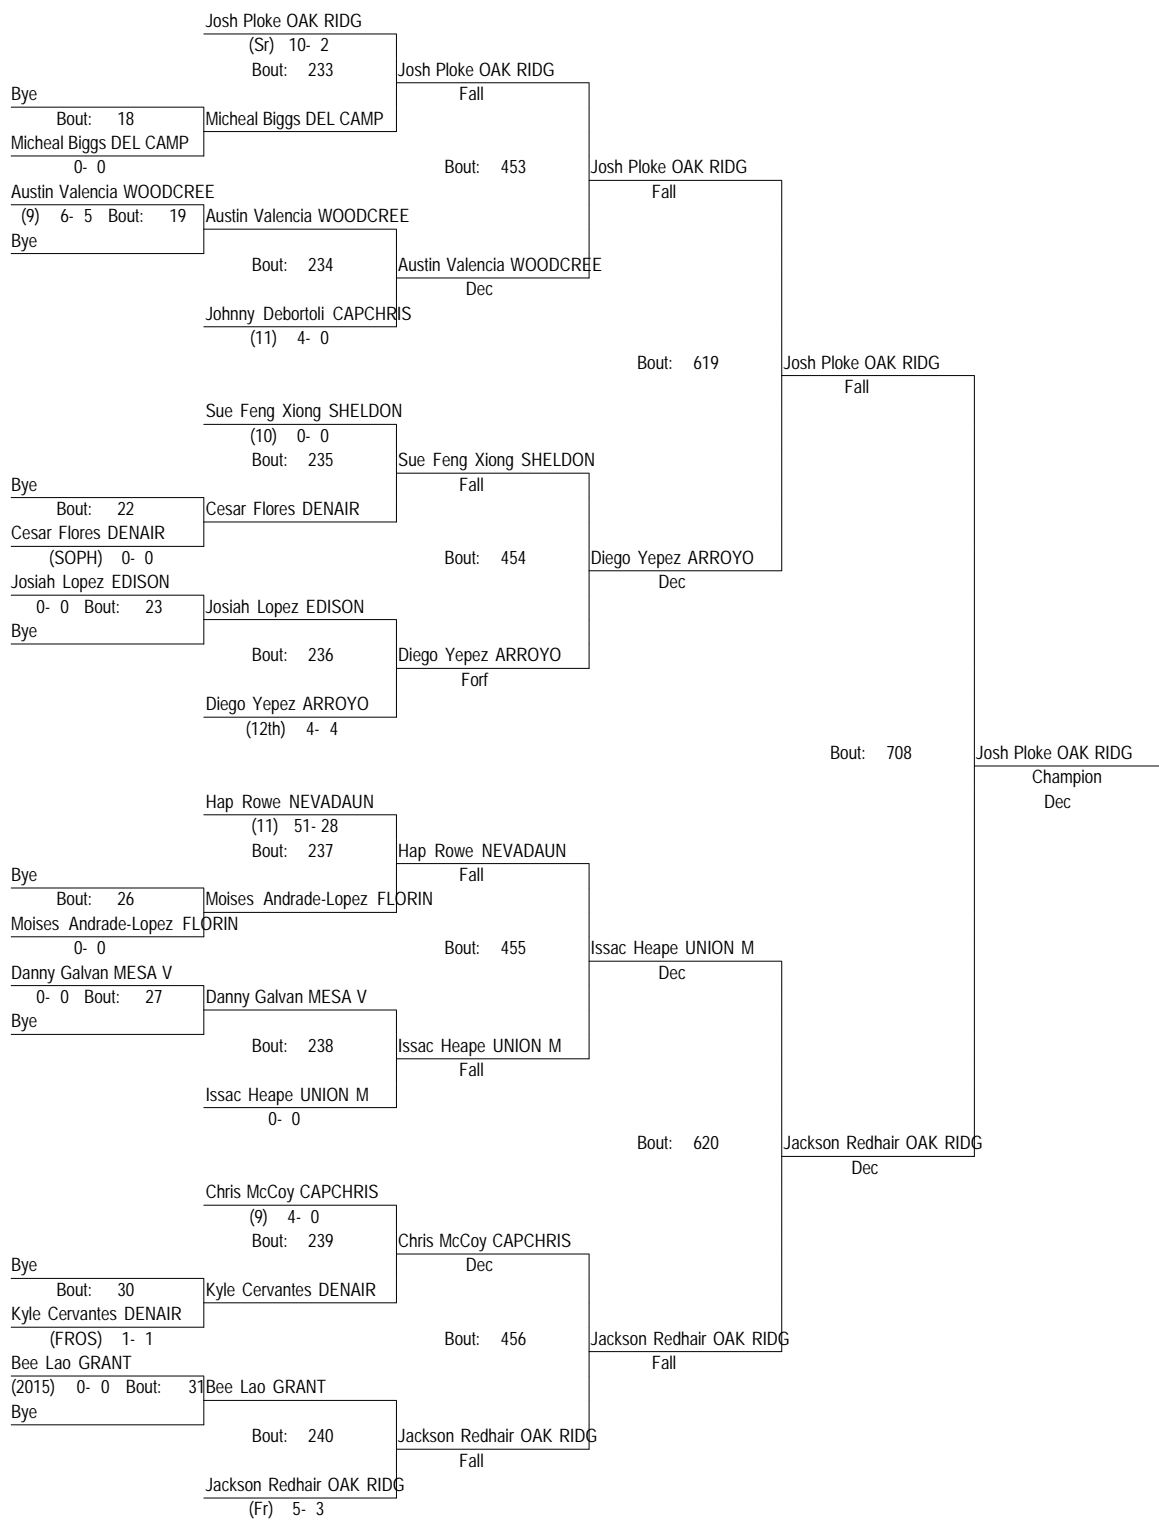 Josh Ploke OAK RIDG
(Sr) 10- 2
Bout: 233
Josh Ploke OAK RIDG
Fall
Bye
Bout: 18
Micheal Biggs DEL CAMP
Micheal Biggs DEL CAMP
0- 0
Bout: 453
Josh Ploke OAK RIDG
Fall
Austin Valencia WOODCREE
(9) 6- 5 Bout: 19
Austin Valencia WOODCREE
Bye
Bout: 234
Austin Valencia WOODCREE
Dec
Johnny Debortoli CAPCHRIS
(11) 4- 0
Bout: 619
Josh Ploke OAK RIDG
Fall
Sue Feng Xiong SHELDON
(10) 0- 0
Bout: 235
Sue Feng Xiong SHELDON
Fall
Bye
Bout: 22
Cesar Flores DENAIR
Cesar Flores DENAIR
(SOPH) 0- 0
Bout: 454
Diego Yepez ARROYO
Dec
Josiah Lopez EDISON
0- 0 Bout: 23
Josiah Lopez EDISON
Bye
Bout: 236
Diego Yepez ARROYO
Forf
Diego Yepez ARROYO
(12th) 4- 4
Bout: 708
Josh Ploke OAK RIDG
Champion
Dec
Hap Rowe NEVADAUN
(11) 51- 28
Bout: 237
Hap Rowe NEVADAUN
Fall
Bye
Bout: 26
Moises Andrade-Lopez FLORIN
Moises Andrade-Lopez FLORIN
0- 0
Bout: 455
Issac Heape UNION M
Dec
Danny Galvan MESA V
0- 0 Bout: 27
Danny Galvan MESA V
Bye
Bout: 238
Issac Heape UNION M
Fall
Issac Heape UNION M
0- 0
Bout: 620
Jackson Redhair OAK RIDG
Dec
Chris McCoy CAPCHRIS
(9) 4- 0
Bout: 239
Chris McCoy CAPCHRIS
Dec
Bye
Bout: 30
Kyle Cervantes DENAIR
Kyle Cervantes DENAIR
(FROS) 1- 1
Bout: 456
Jackson Redhair OAK RIDG
Fall
Bee Lao GRANT
(2015) 0- 0 Bout: 31
Bee Lao GRANT
Bye
Bout: 240
Jackson Redhair OAK RIDG
Fall
Jackson Redhair OAK RIDG
(Fr) 5- 3